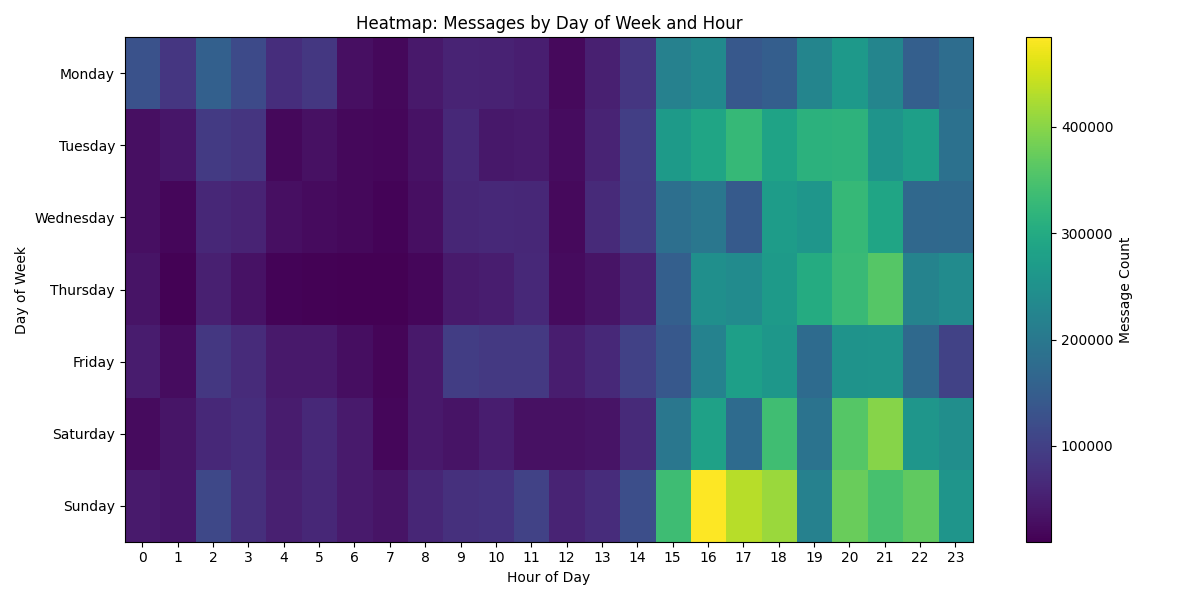 Heatmap: Messages by Day of Week and Hour
Day of Week
Monday
Tuesday
Wednesday
Thursday
Friday
Saturday
Sunday
0 1 2 3 4 5 6 7 8 9 10 11 12 13 14 15 16 17 18 19 20 21 22 23
Hour of Day
400000
300000
200000
100000
Message Count